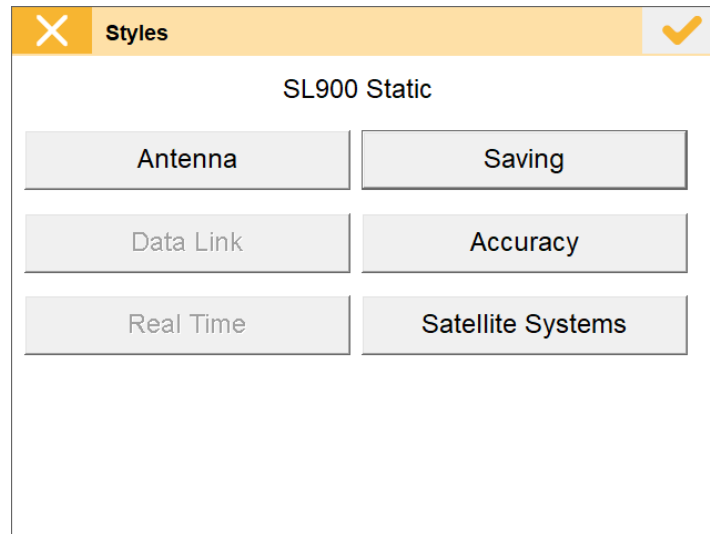 Styles
SL900 Static
Antenna
Saving
Data Link
Accuracy
Real Time
Satellite Systems